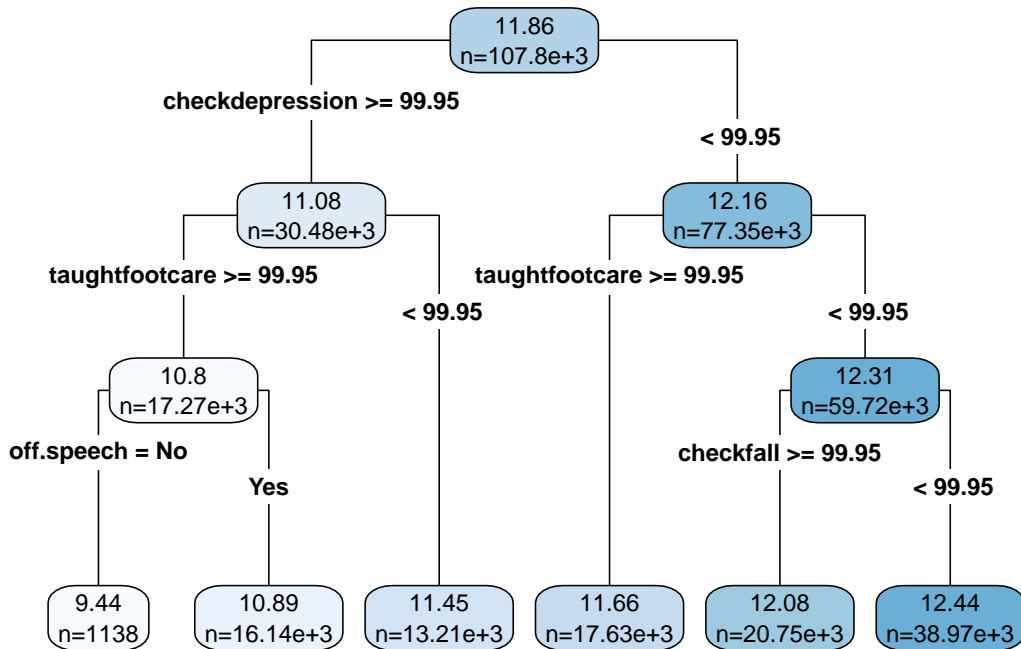 11.86
n=107.8e+3
checkdepression >= 99.95
< 99.95
11.08
n=30.48e+3
12.16
n=77.35e+3
taughtfootcare >= 99.95
< 99.95
taughtfootcare >= 99.95
< 99.95
10.8
n=17.27e+3
12.31
n=59.72e+3
off.speech = No
Yes
checkfall >= 99.95
< 99.95
9.44
n=1138
10.89
n=16.14e+3
11.45
n=13.21e+3
11.66
n=17.63e+3
12.08
n=20.75e+3
12.44
n=38.97e+3